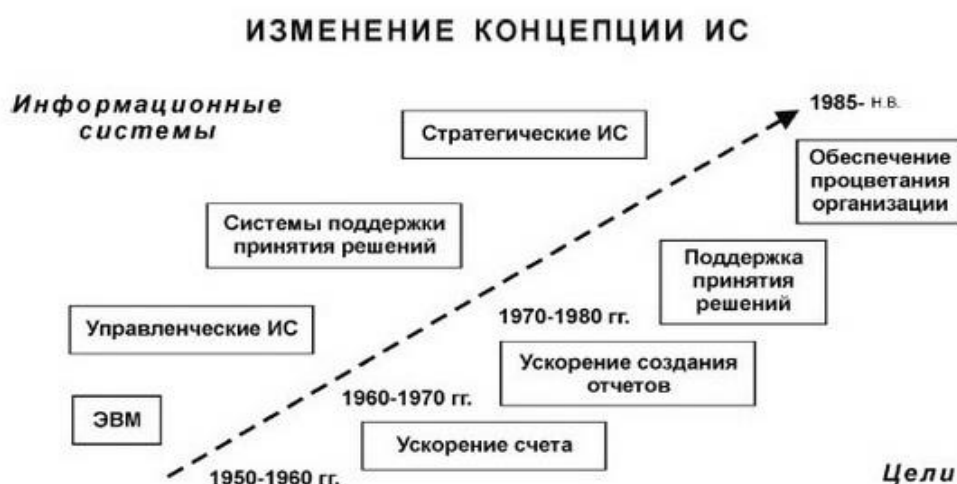 ИЗМЕНЕНИЕ КОНЦЕПЦИИ ИС
Информационные
системы
1985- Н.В.
Стратегические ИС
Обеспечение
процветания
организации
Системы поддержки
принятия решений
Поддержка
принятия
решений
Управленческие ИС
1970-1980 гг.
Ускорение создания
отчетов
ЭВМ
1960-1970 гг.
Ускорение счета
1950-1960 гг.
Цели